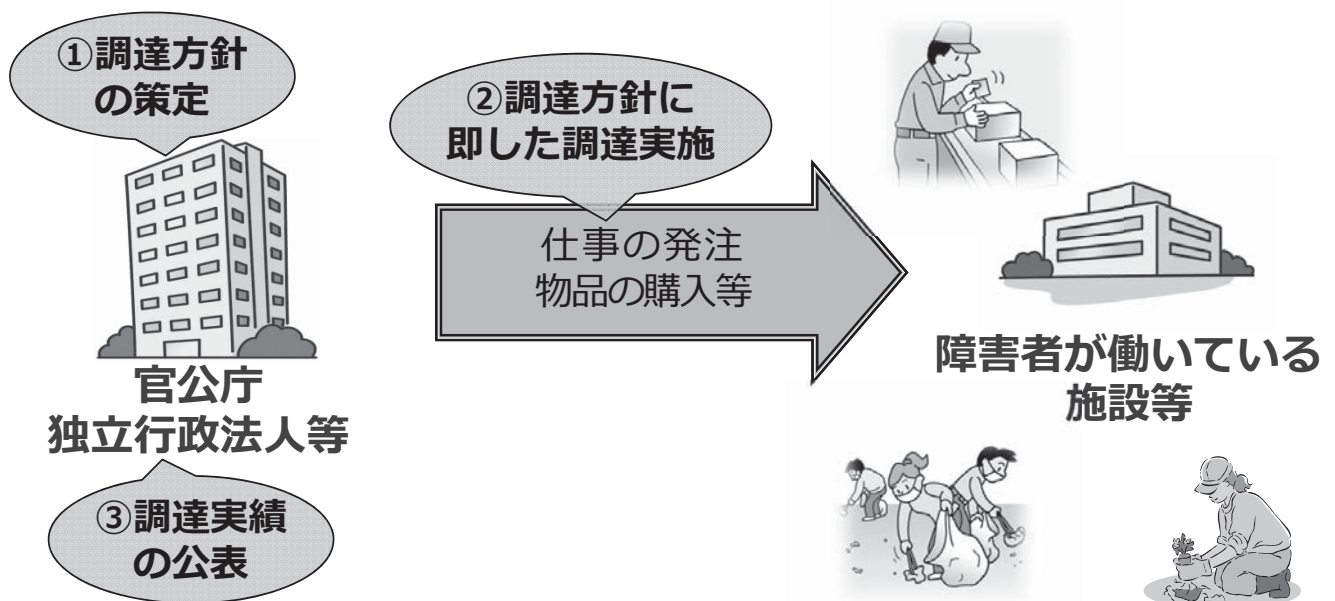 ①調達方針
の策定
官公庁
独立行政法人等
③調達実績
の公表
②調達方針に
即した調達実施
仕事の発注
物品の購入等
障害者が働いている
施設等